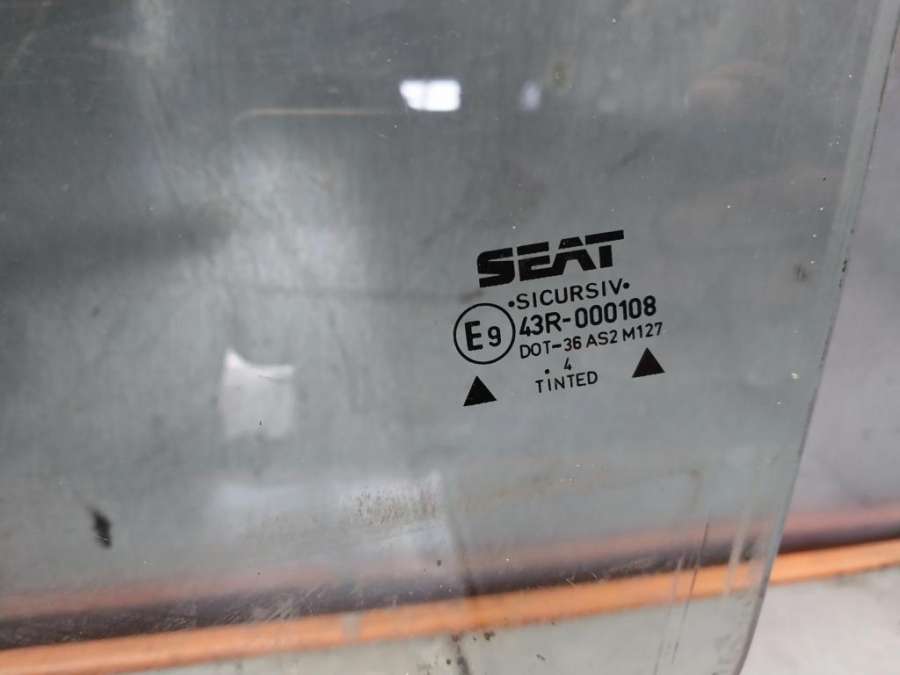 SEAT
•SICURSIV•
E9 43R-000108
DOT-36 AS2 M127
• 4
TINTED